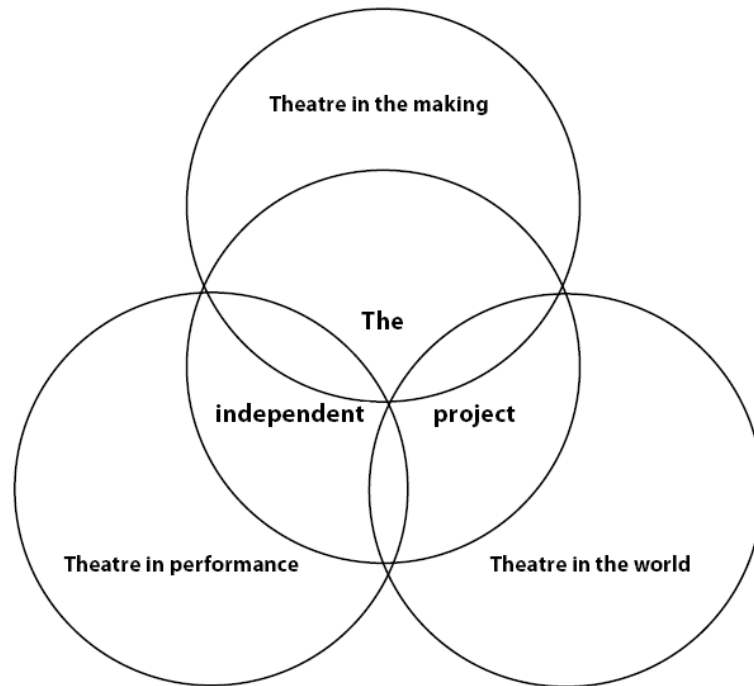 Theatre in the making
The
independent project
Theatre in performance
Theatre in the world